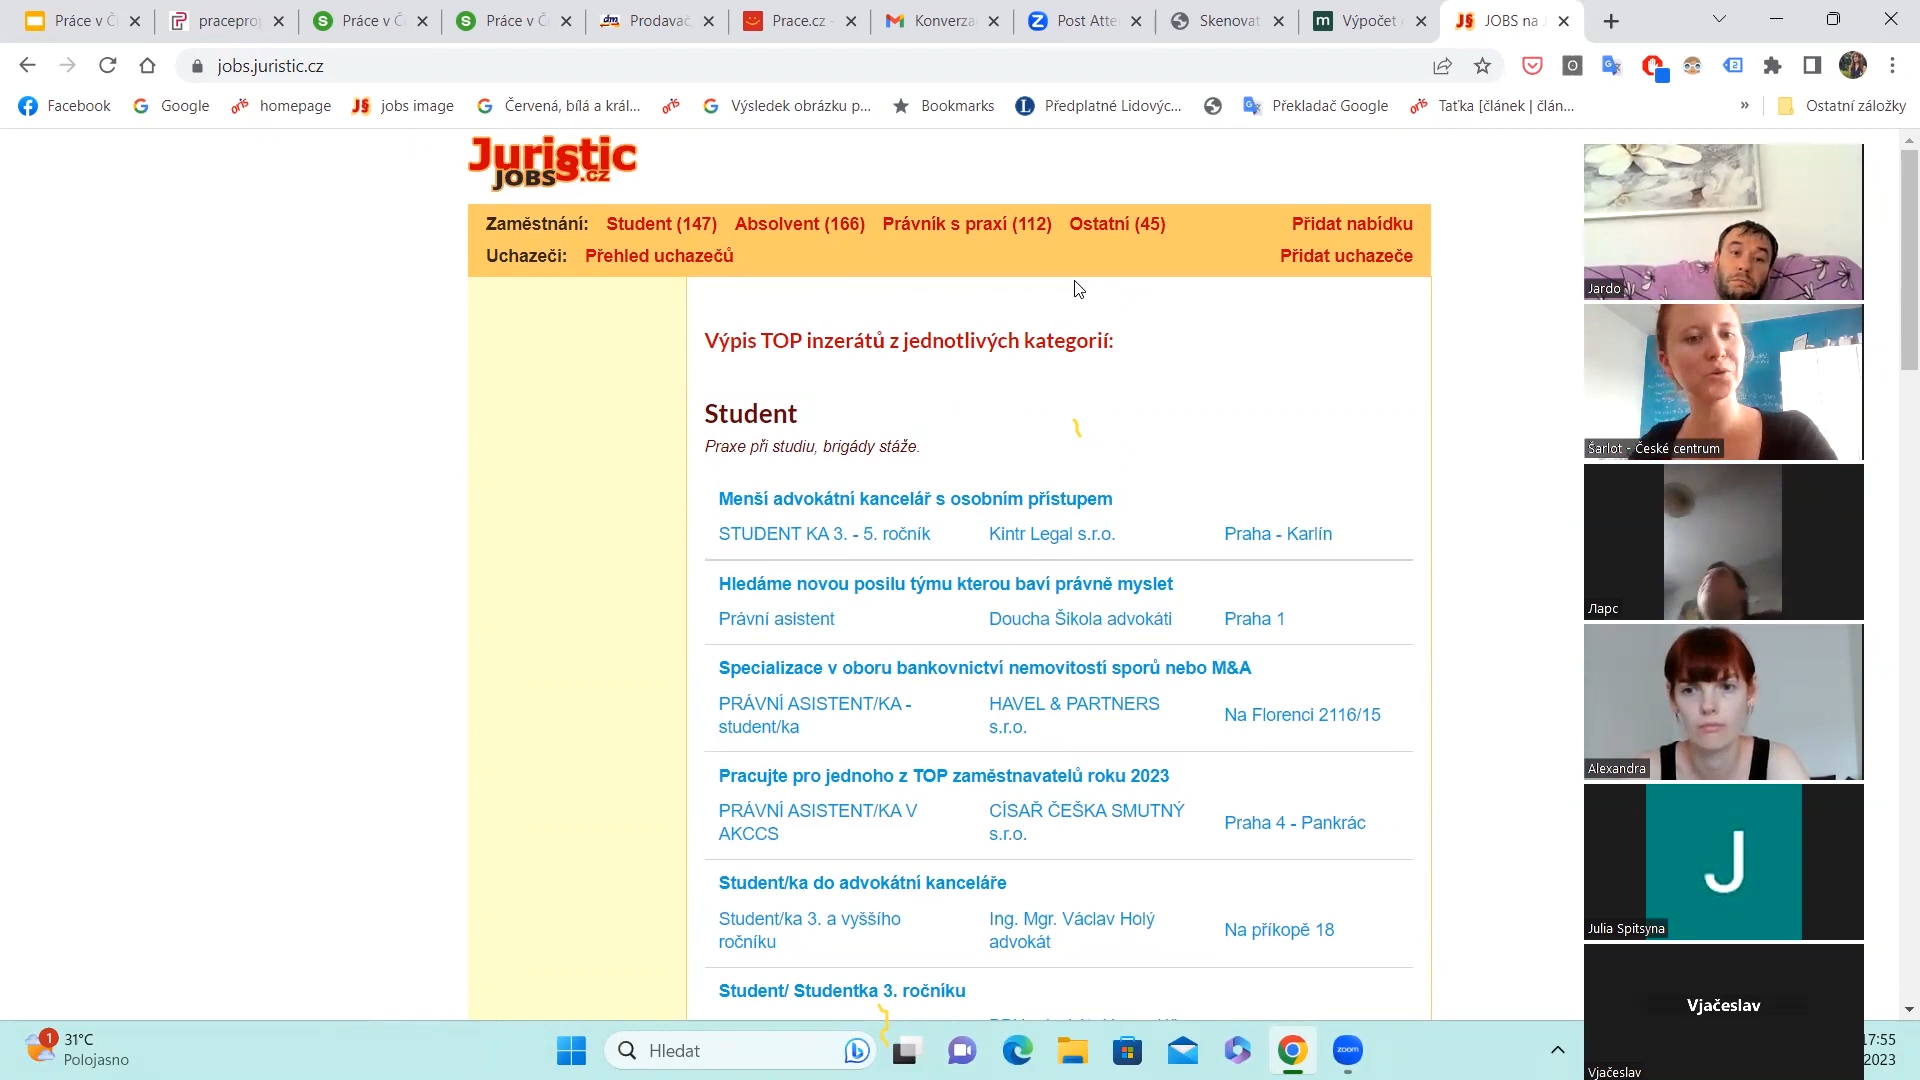 Práce v Č
praceprop
Práce v Č
Práce v Č
Prodavač
Prace.cz -
Konverza
Post Atte
Skenovat
Výpočet
JOBS na J
jobs.juristic.cz
Facebook
Google
homepage
jobs image
Červená, bílá a král...
Výsledek obrázku p...
Bookmarks
Předplatné Lidovýc...
Překladač Google
Taťka [článek | člán...
»
Ostatní záložky
Juristic
JOBS.cz
Zaměstnání: Student (147) Absolvent (166) Právník s praxí (112) Ostatní (45) Přidat nabídku
Uchazeči: Přehled uchazečů Přidat uchazeče
Výpis TOP inzerátů z jednotlivých kategorií:
Student
Praxe při studiu, brigády stáže.
Menší advokátní kancelář s osobním přístupem
STUDENT KA 3. - 5. ročník Kintr Legal s.r.o. Praha - Karlín
Hledáme novou posilu týmu kterou baví právně myslet
Právní asistent Doucha Šikola advokáti Praha 1
Specializace v oboru bankovnictví nemovitostí sporů nebo M&A
PRÁVNÍ ASISTENT/KA - HAVEL & PARTNERS
student/ka s.r.o. Na Florenci 2116/15
Pracujte pro jednoho z TOP zaměstnavatelů roku 2023
PRÁVNÍ ASISTENT/KA V CÍSAŘ ČEŠKA SMUTNÝ
AKCCS s.r.o. Praha 4 - Pankrác
Student/ka do advokátní kanceláře
Student/ka 3. a vyššího Ing. Mgr. Václav Holý
ročníku advokát Na příkopě 18
Student/ Studentka 3. ročníku
Jardo
Šarlot - České centrum
Ларс
Alexandra
J
Julia Spitsyna
Vjačeslav
Vjačeslav
1
31°C
Polojasno
Hledat
zoom
17:55
2023